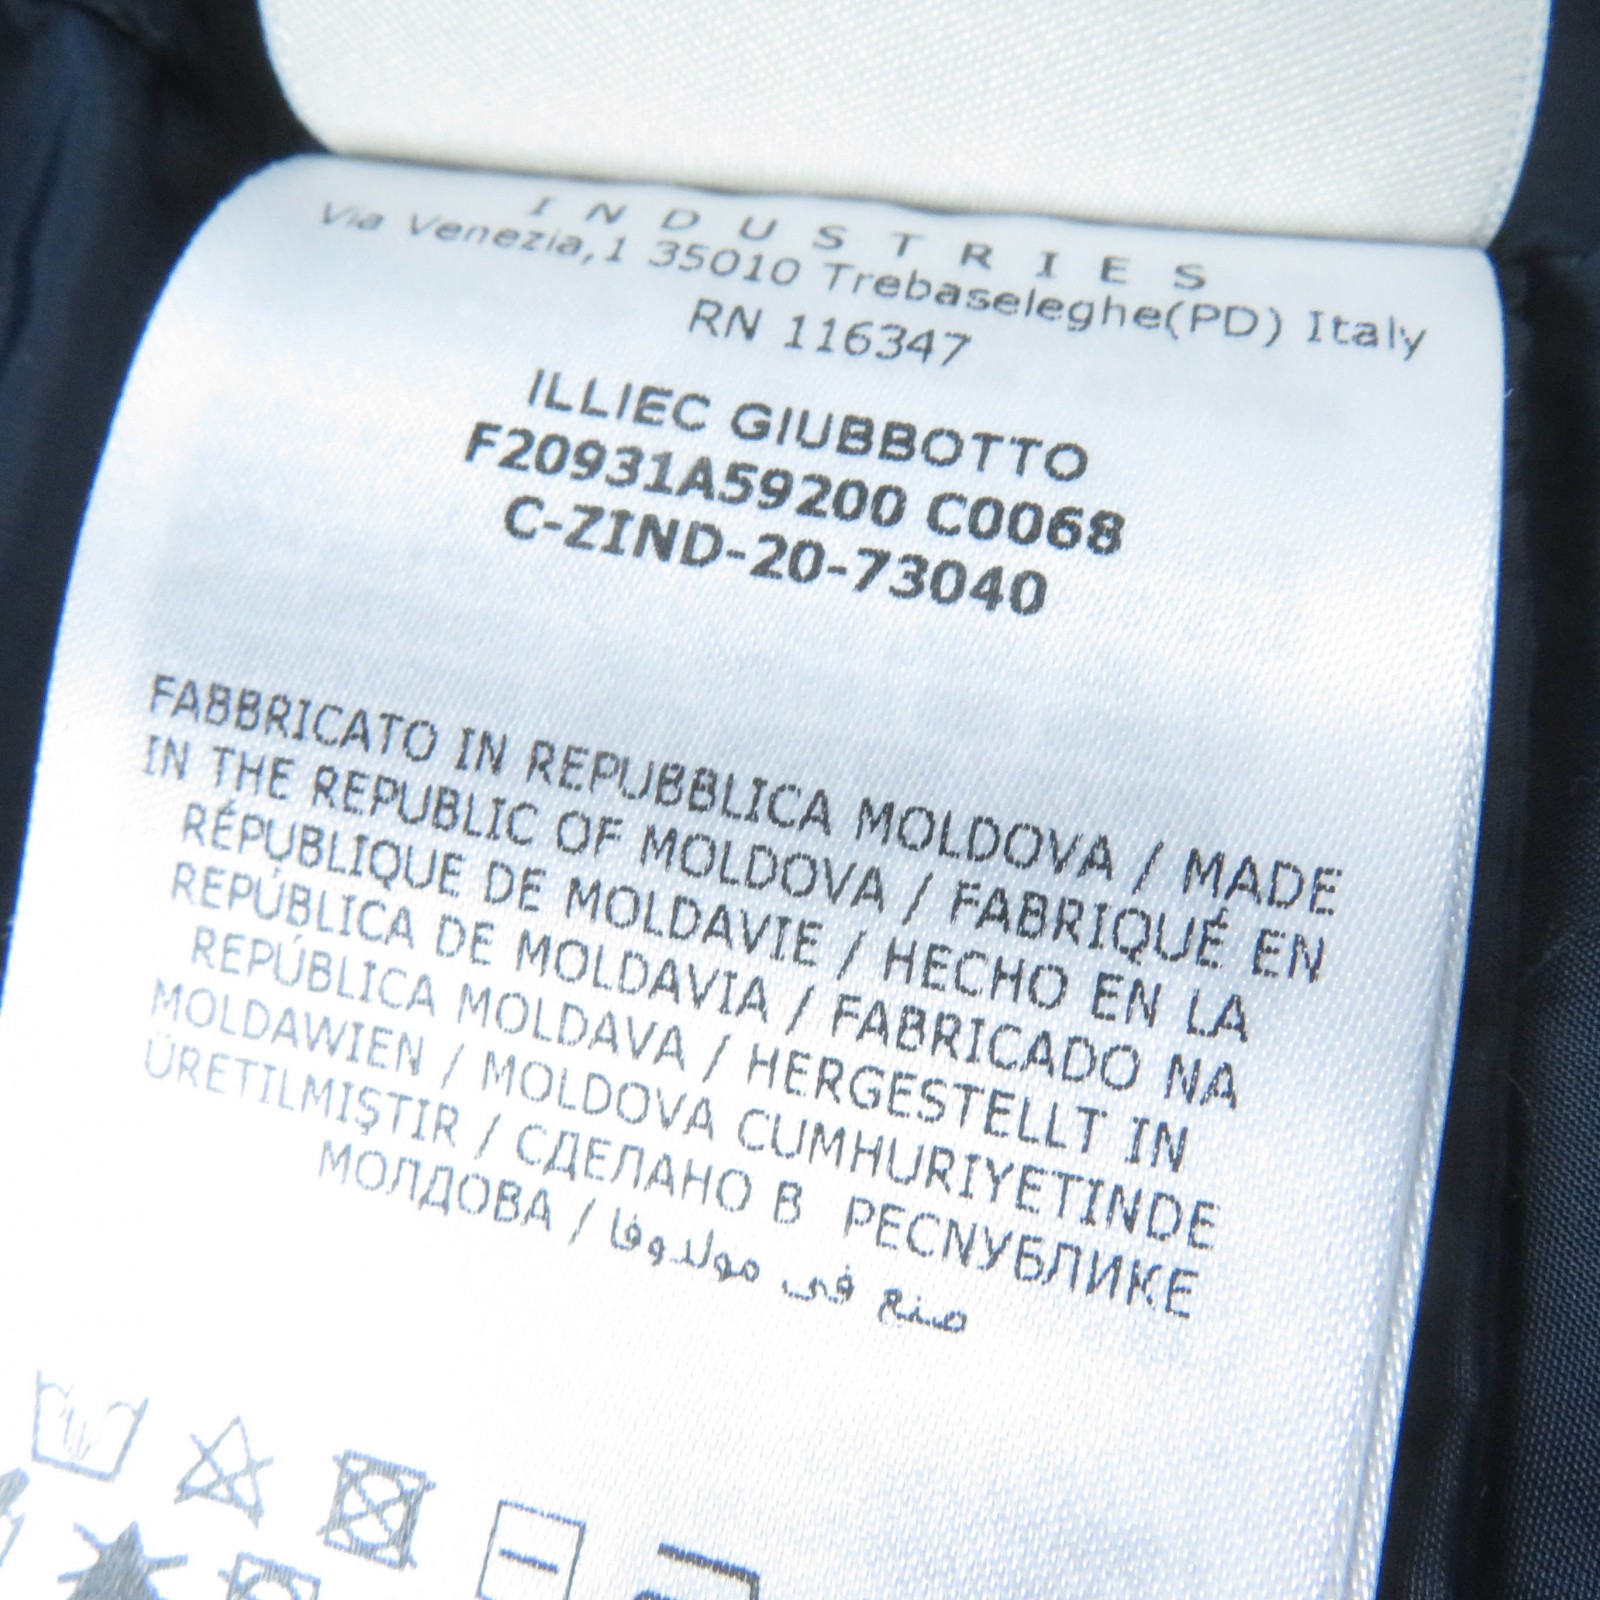 INDUSTRIES
Via Venezia,1 35010 Trebaseleghe(PD) Italy
RN 116347
ILLIEC GIUBBOTTO
F20931A59200 C0068
C-ZIND-20-73040
FABBRICATO IN REPUBBLICA MOLDOVA / MADE
IN THE REPUBLIC OF MOLDOVA / FABRIQUÉ EN
RÉPUBLIQUE DE MOLDAVIE / HECHO EN LA
REPÚBLICA DE MOLDAVIA / FABRICADO NA
REPÚBLICA MOLDAVA / HERGESTELLT IN
MOLDAWIEN / MOLDOVA CUMHURIYETINDE
ÜRETILMIŞTIR / СДЕЛАНО В РЕСПУБЛИКЕ
МОЛДОВА / صنع في مولدوفا